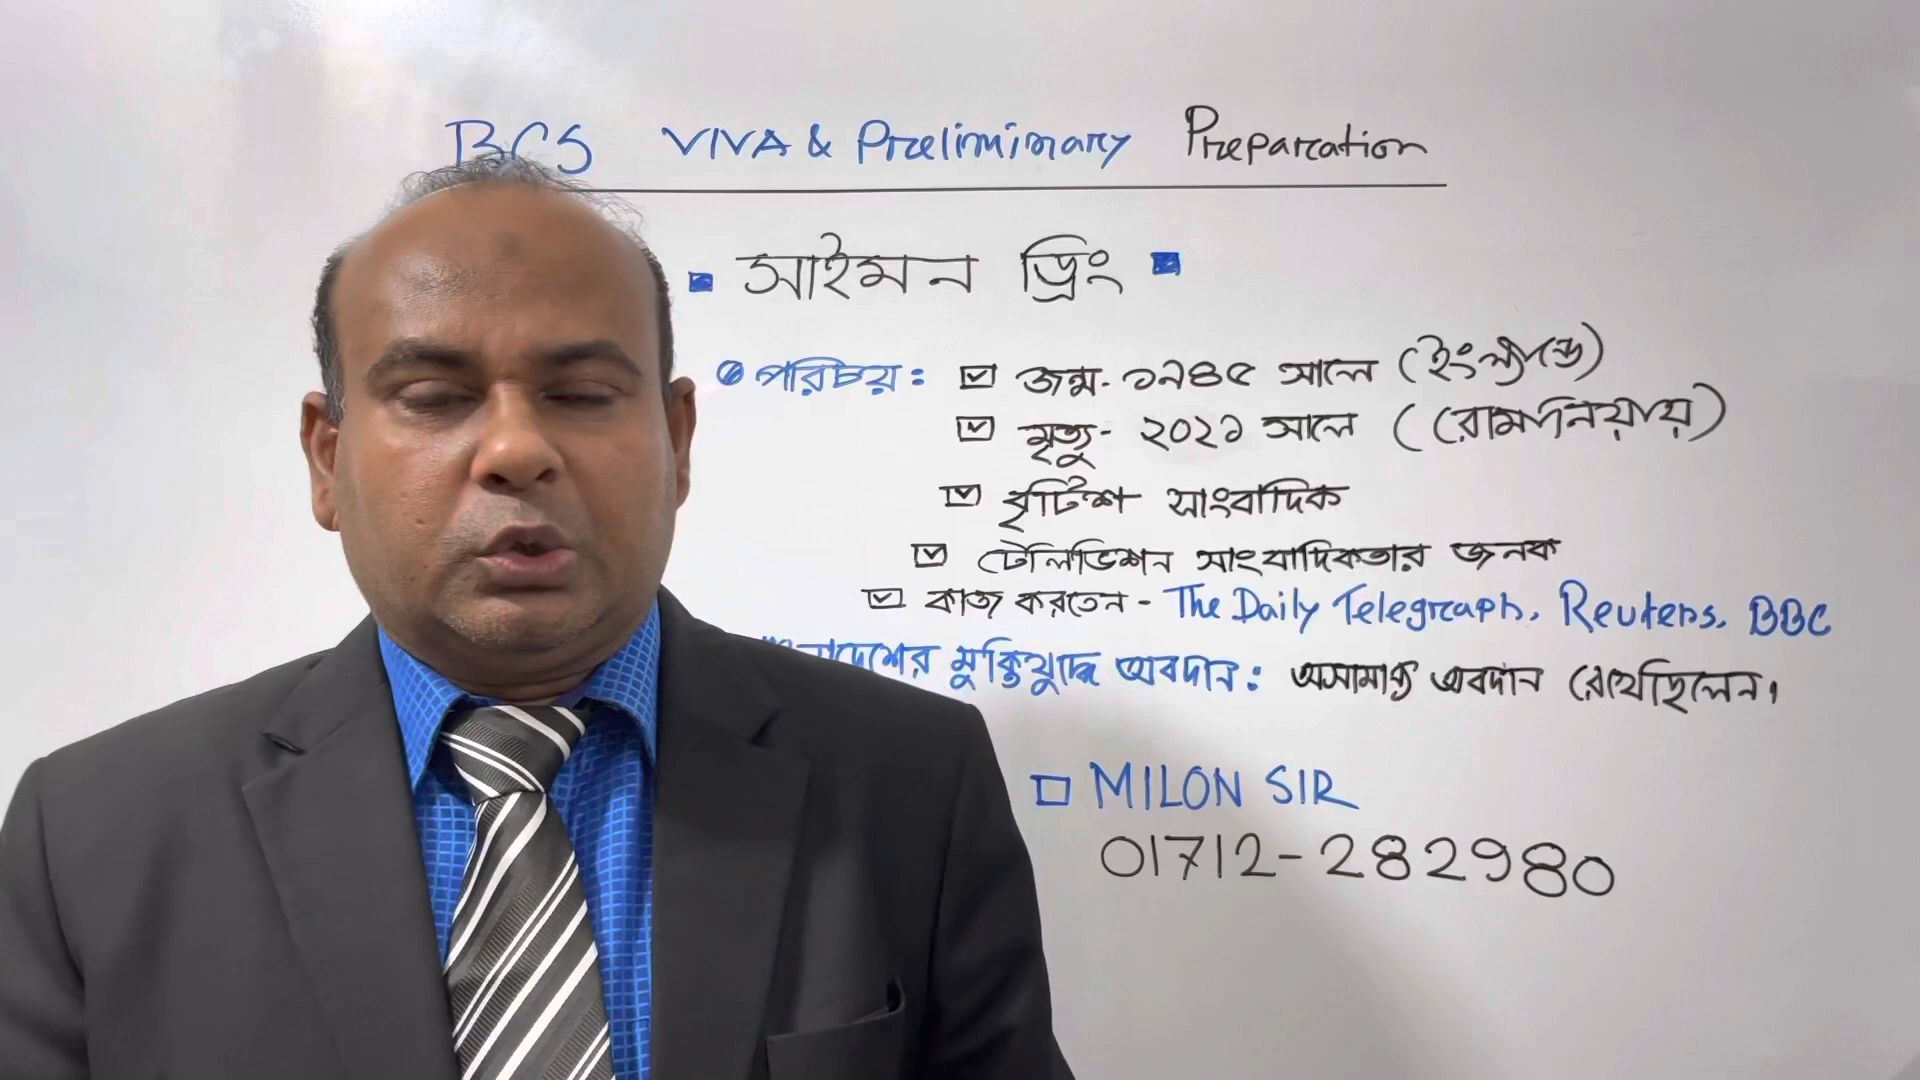 BCS VIVA & Preliminary Preparation
সাইমন ড্রিং
পরিচয়: ☑ জন্ম - ১৯৪৫ সালে (ইংল্যান্ডে)
☑ মৃত্যু - ২০২১ সালে (রোমানিয়ায়)
☑ বৃটিশ সাংবাদিক
☑ টেলিভিশন সাংবাদিকতার জনক
☑ কাজ করতেন - The Daily Telegraph, Reuters, BBC
মুক্তিযুদ্ধে অবদান: অসামান্য অবদান রেখেছিলেন।
MILON SIR
01712-282980